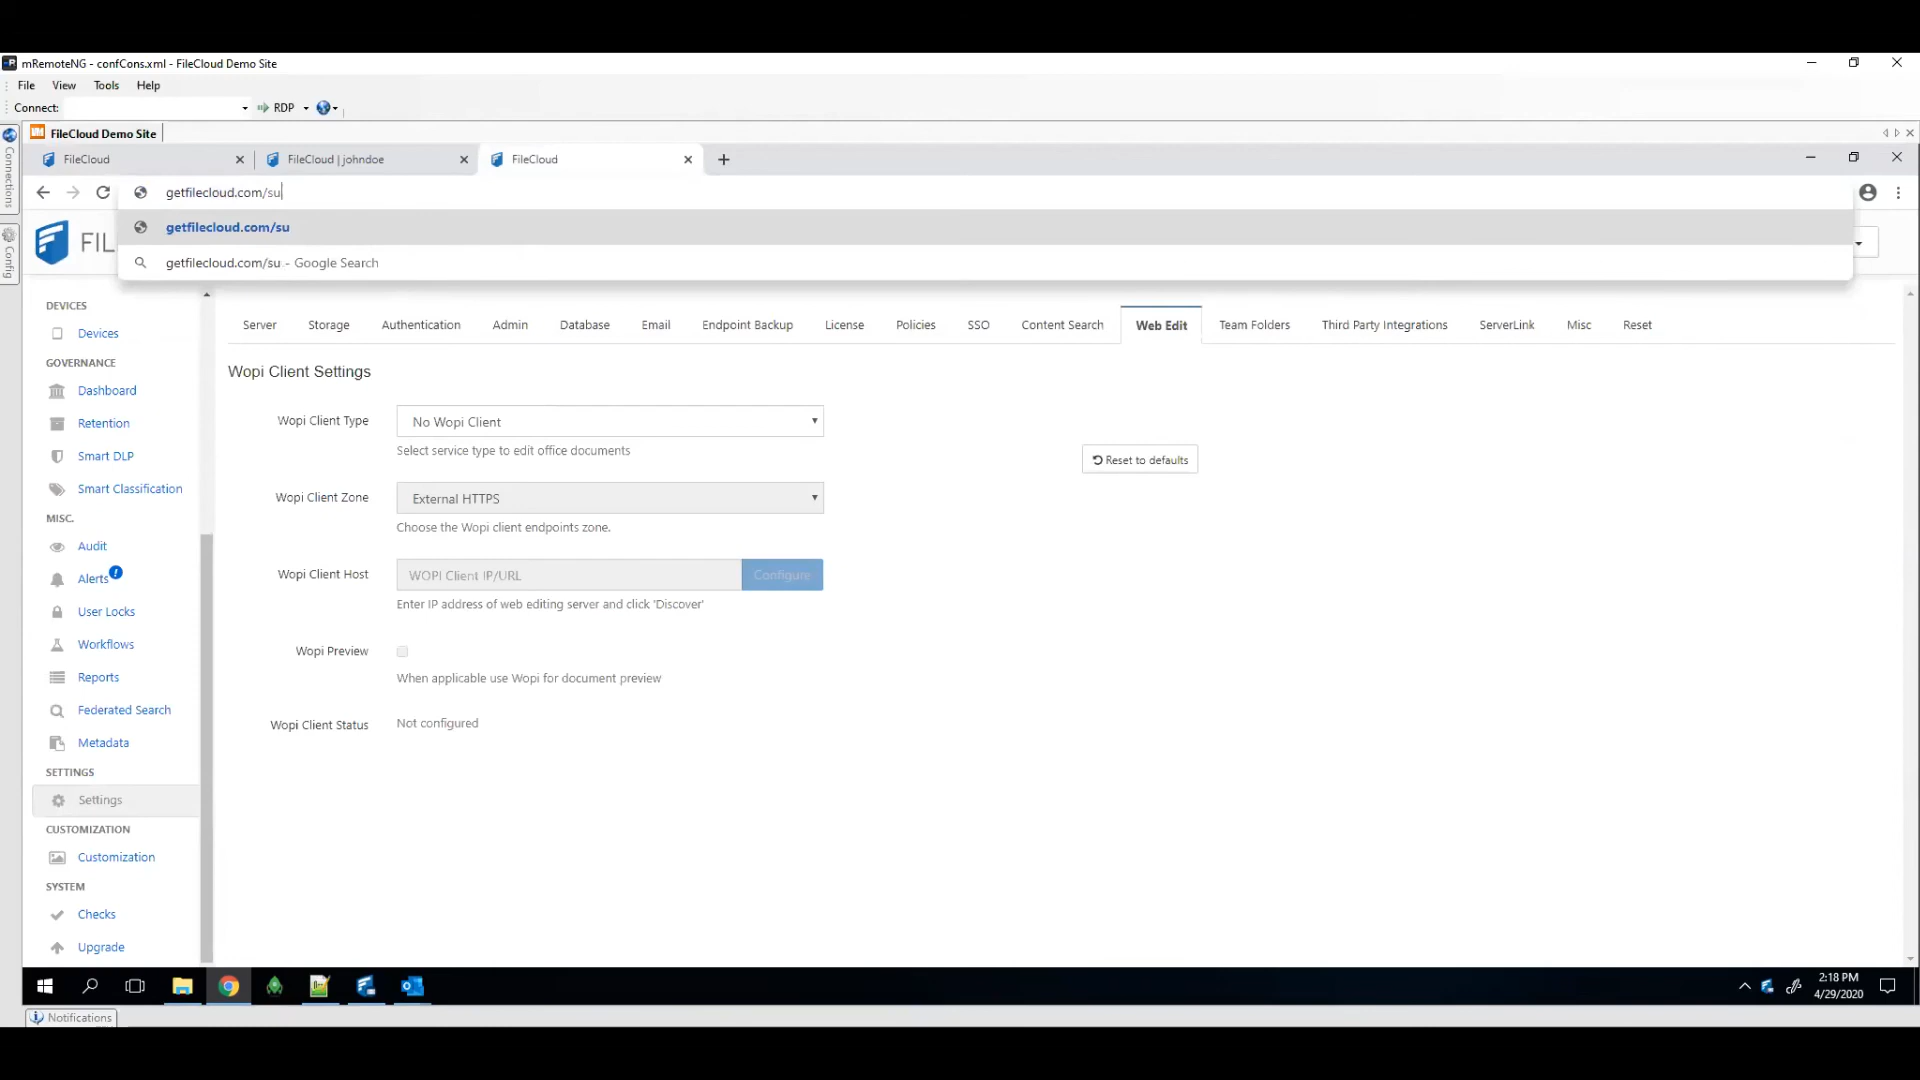 mRemoteNG - confCons.xml - FileCloud Demo Site
File View Tools Help
Connect: RDP
Connections
Config
FileCloud Demo Site
FileCloud FileCloud | johndoe FileCloud
getfilecloud.com/su
getfilecloud.com/su
getfilecloud.com/su - Google Search
FIL
DEVICES
Devices
GOVERNANCE
Dashboard
Retention
Smart DLP
Smart Classification
MISC.
Audit
Alerts
User Locks
Workflows
Reports
Federated Search
Metadata
SETTINGS
Settings
CUSTOMIZATION
Customization
SYSTEM
Checks
Upgrade
Server Storage Authentication Admin Database Email Endpoint Backup License Policies SSO Content Search Web Edit Team Folders Third Party Integrations ServerLink Misc Reset
Wopi Client Settings
Wopi Client Type No Wopi Client
Select service type to edit office documents
Reset to defaults
Wopi Client Zone External HTTPS
Choose the Wopi client endpoints zone.
Wopi Client Host WOPI Client IP/URL Configure
Enter IP address of web editing server and click 'Discover'
Wopi Preview
When applicable use Wopi for document preview
Wopi Client Status Not configured
2:18 PM
4/29/2020
Notifications